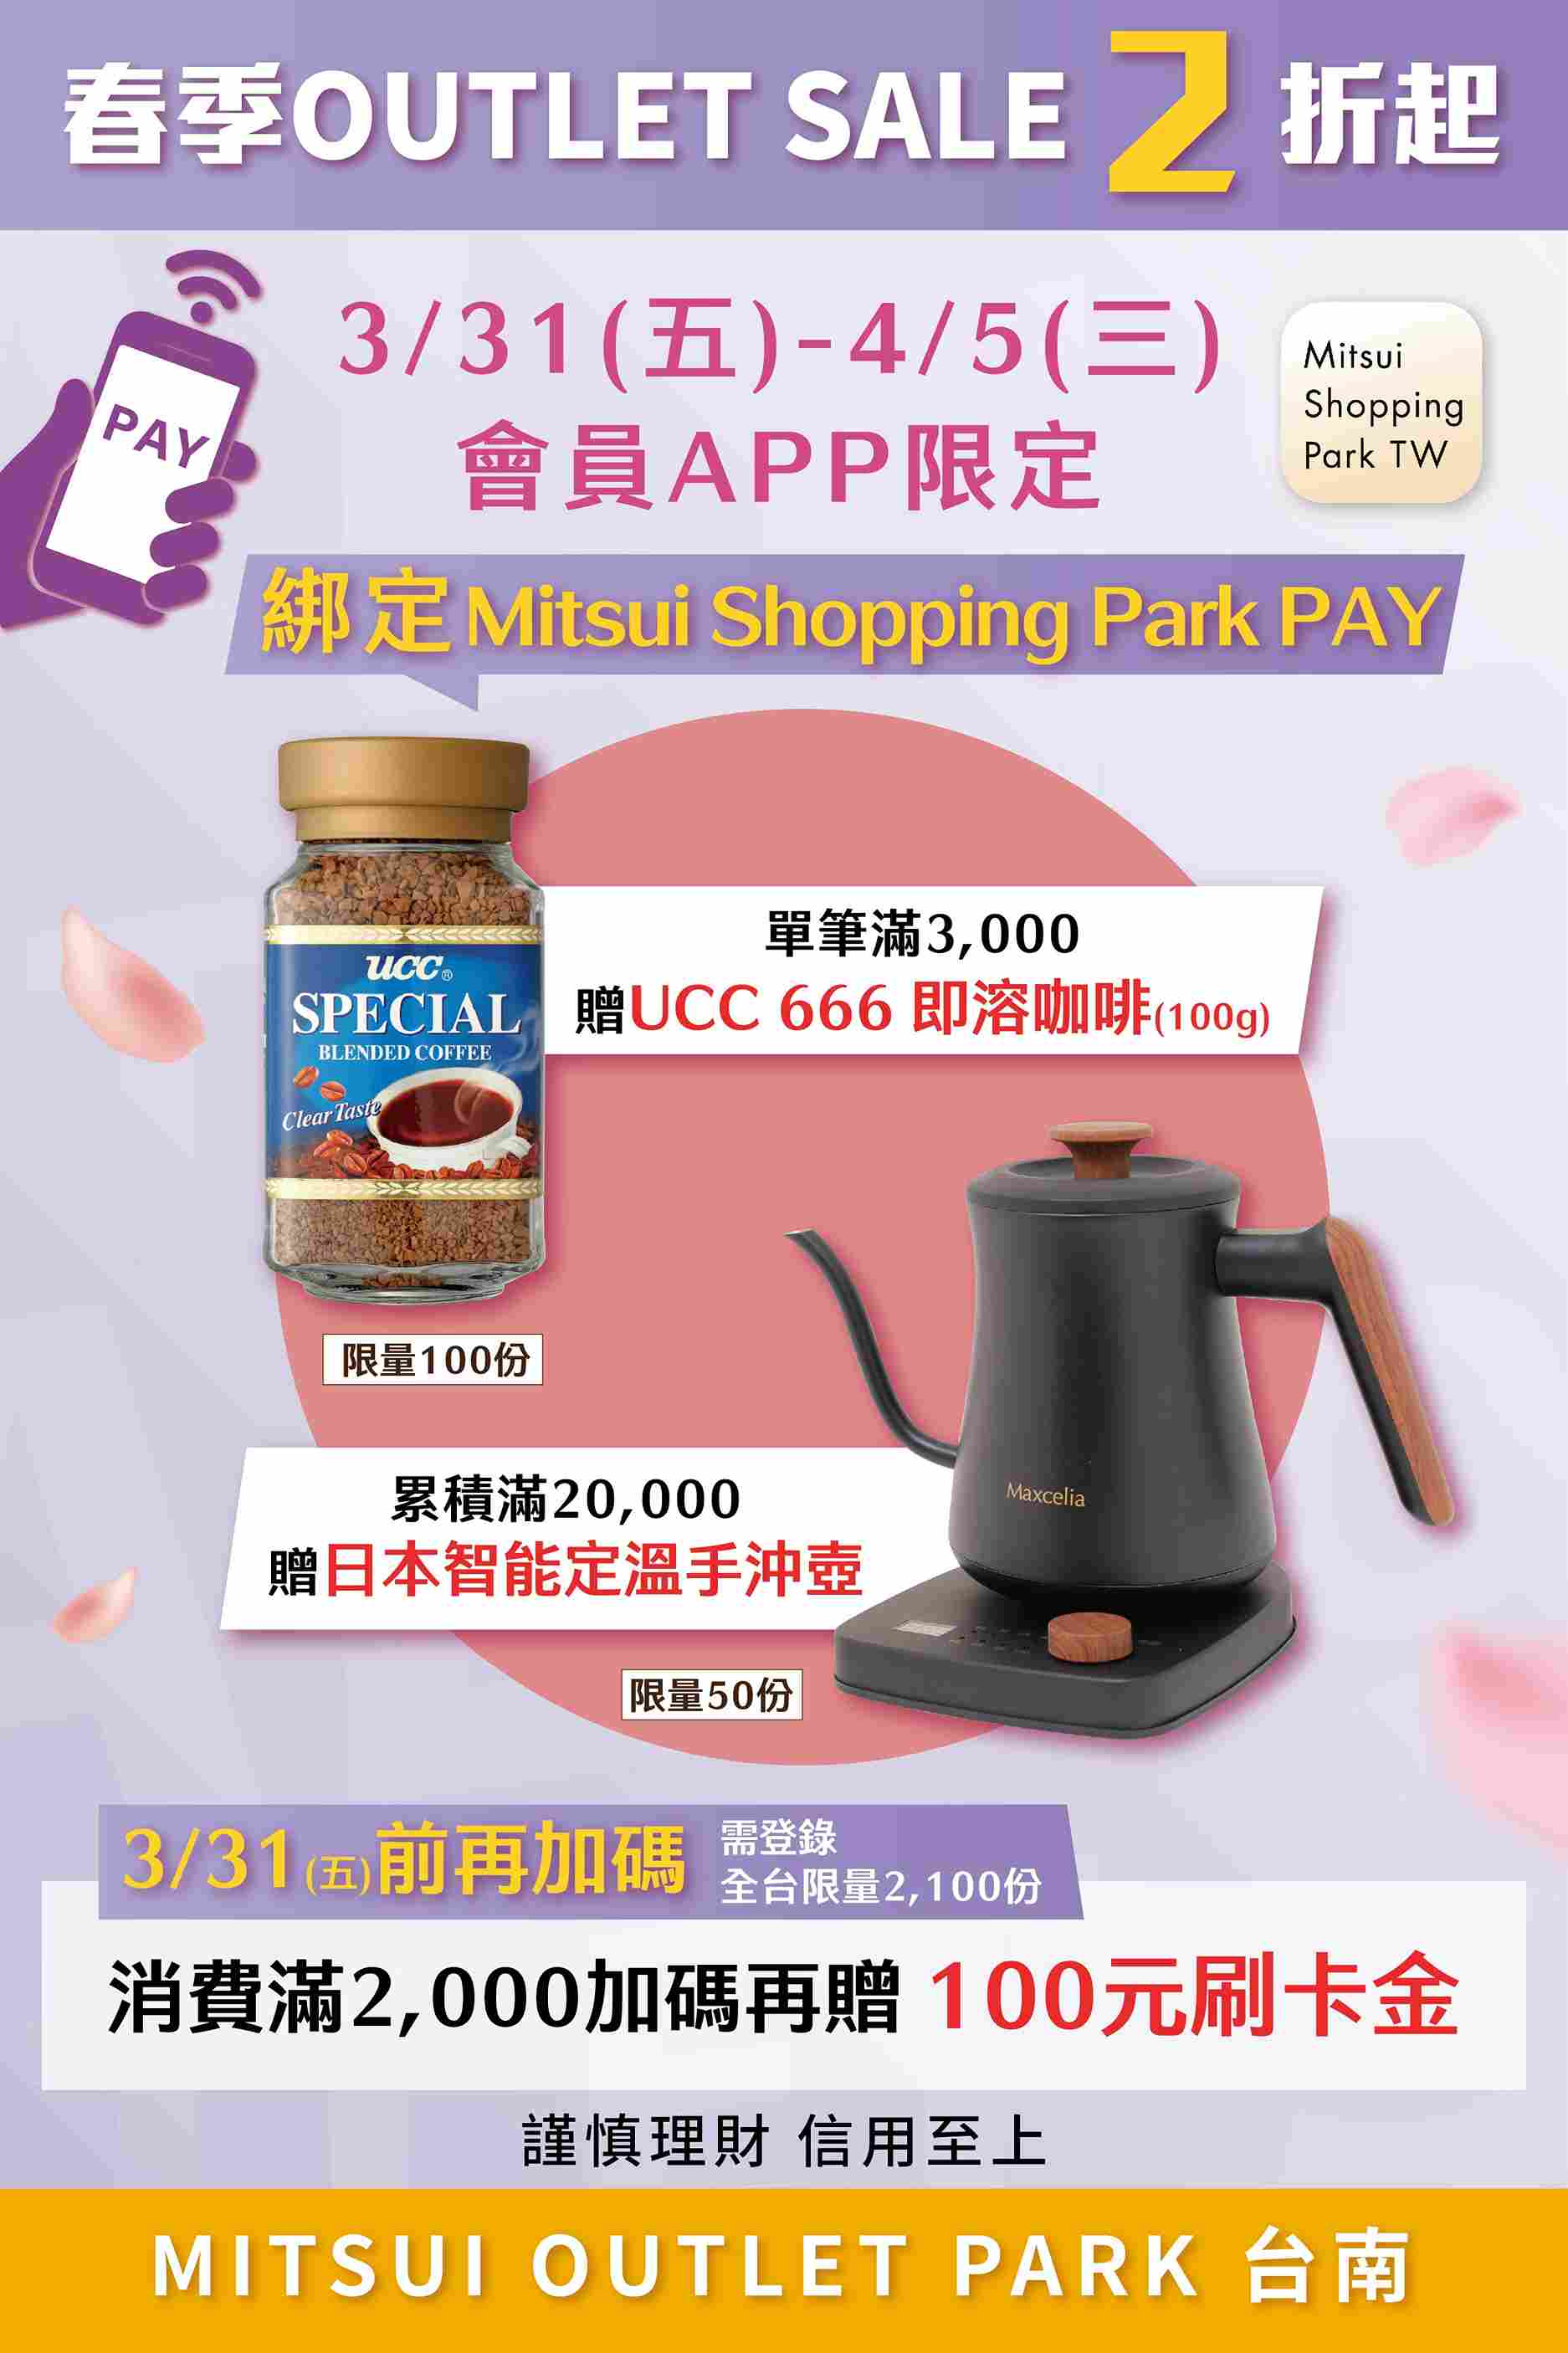 春季OUTLET SALE 2 折起
3/31(五)-4/5(三)
會員APP限定
Mitsui
Shopping
Park TW
PAY
綁定Mitsui Shopping Park PAY
UCC®
SPECIAL
BLENDED COFFEE
Clear Taste
單筆滿3,000
贈UCC 666 即溶咖啡(100g)
限量100份
Maxcelia
累積滿20,000
贈日本智能定溫手沖壺
限量50份
3/31(五)前再加碼
需登錄
全台限量2,100份
消費滿2,000加碼再贈 100元刷卡金
謹慎理財 信用至上
MITSUI OUTLET PARK 台南